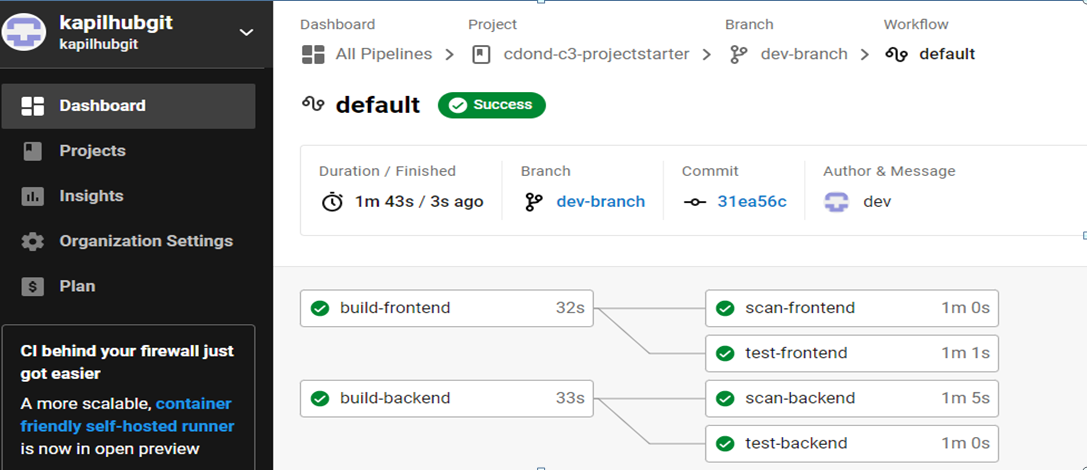 kapilhubgit
kapilhubgit
Dashboard
Projects
Insights
Organization Settings
Plan
CI behind your firewall just
got easier
A more scalable, container
friendly self-hosted runner
is now in open preview
Dashboard Project Branch Workflow
All Pipelines cdond-c3-projectstarter dev-branch default
default Success
Duration / Finished Branch Commit Author & Message
1m 43s / 3s ago dev-branch 31ea56c dev
build-frontend 32s scan-frontend 1m 0s
test-frontend 1m 1s
build-backend 33s scan-backend 1m 5s
test-backend 1m 0s